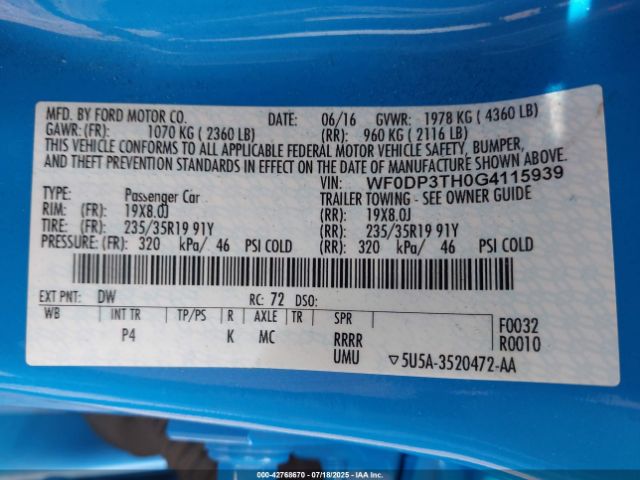 MFD. BY FORD MOTOR CO. DATE: 06/16 GVWR: 1978 KG ( 4360 LB)
GAWR: (FR): 1070 KG ( 2360 LB) (RR): 960 KG ( 2116 LB)
THIS VEHICLE CONFORMS TO ALL APPLICABLE FEDERAL MOTOR VEHICLE SAFETY, BUMPER,
AND THEFT PREVENTION STANDARDS IN EFFECT ON THE DATE OF MANUFACTURE SHOWN ABOVE.
VIN: WF0DP3TH0G4115939
TYPE: Passenger Car TRAILER TOWING - SEE OWNER GUIDE
RIM: (FR) 19X8.0J (RR): 19X8.0J
TIRE: (FR) 235/35R19 91Y (RR): 235/35R19 91Y
PRESSURE: (FR): 320 kPa/ 46 PSI COLD (RR): 320 kPa/ 46 PSI COLD
EXT PNT: DW RC: 72 DSO:
WB INT TR TP/PS R AXLE TR SPR F0032
P4 K MC RRRR R0010
UMU ▽5U5A-3520472-AA
000-42768670 07/18/2025 - COPYRIGHT IAA, LLC